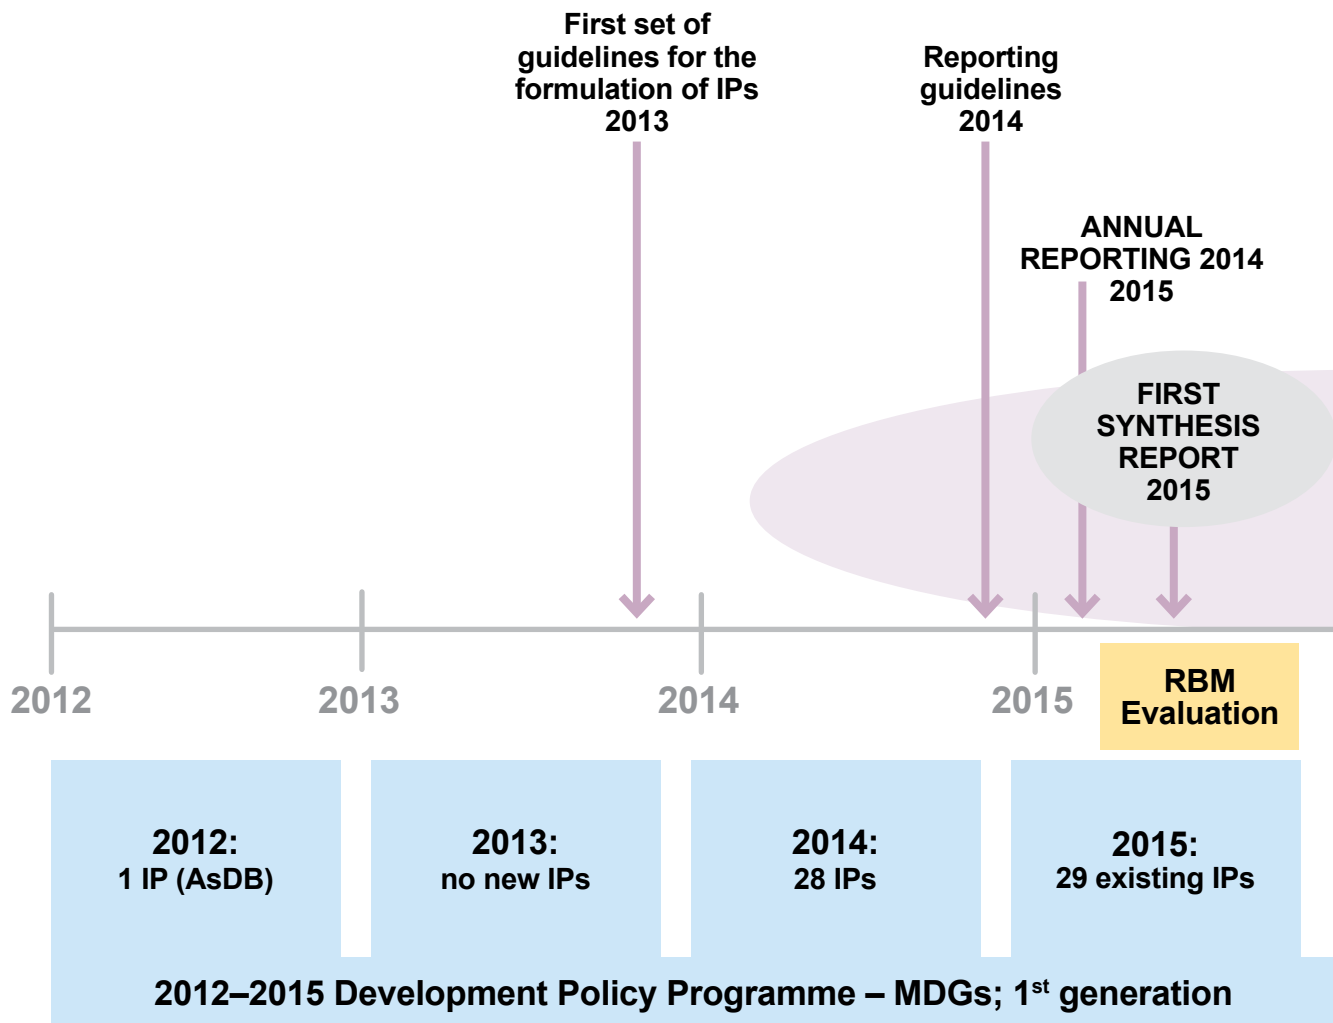 First set of
guidelines for the
formulation of IPs
2013
Reporting
guidelines
2014
ANNUAL
REPORTING 2014
2015
FIRST
SYNTHESIS
REPORT
2015
2012
2013
2014
2015
RBM
Evaluation
2012:
1 IP (AsDB)
2013:
no new IPs
2014:
28 IPs
2015:
29 existing IPs
2012–2015 Development Policy Programme – MDGs; 1st generation